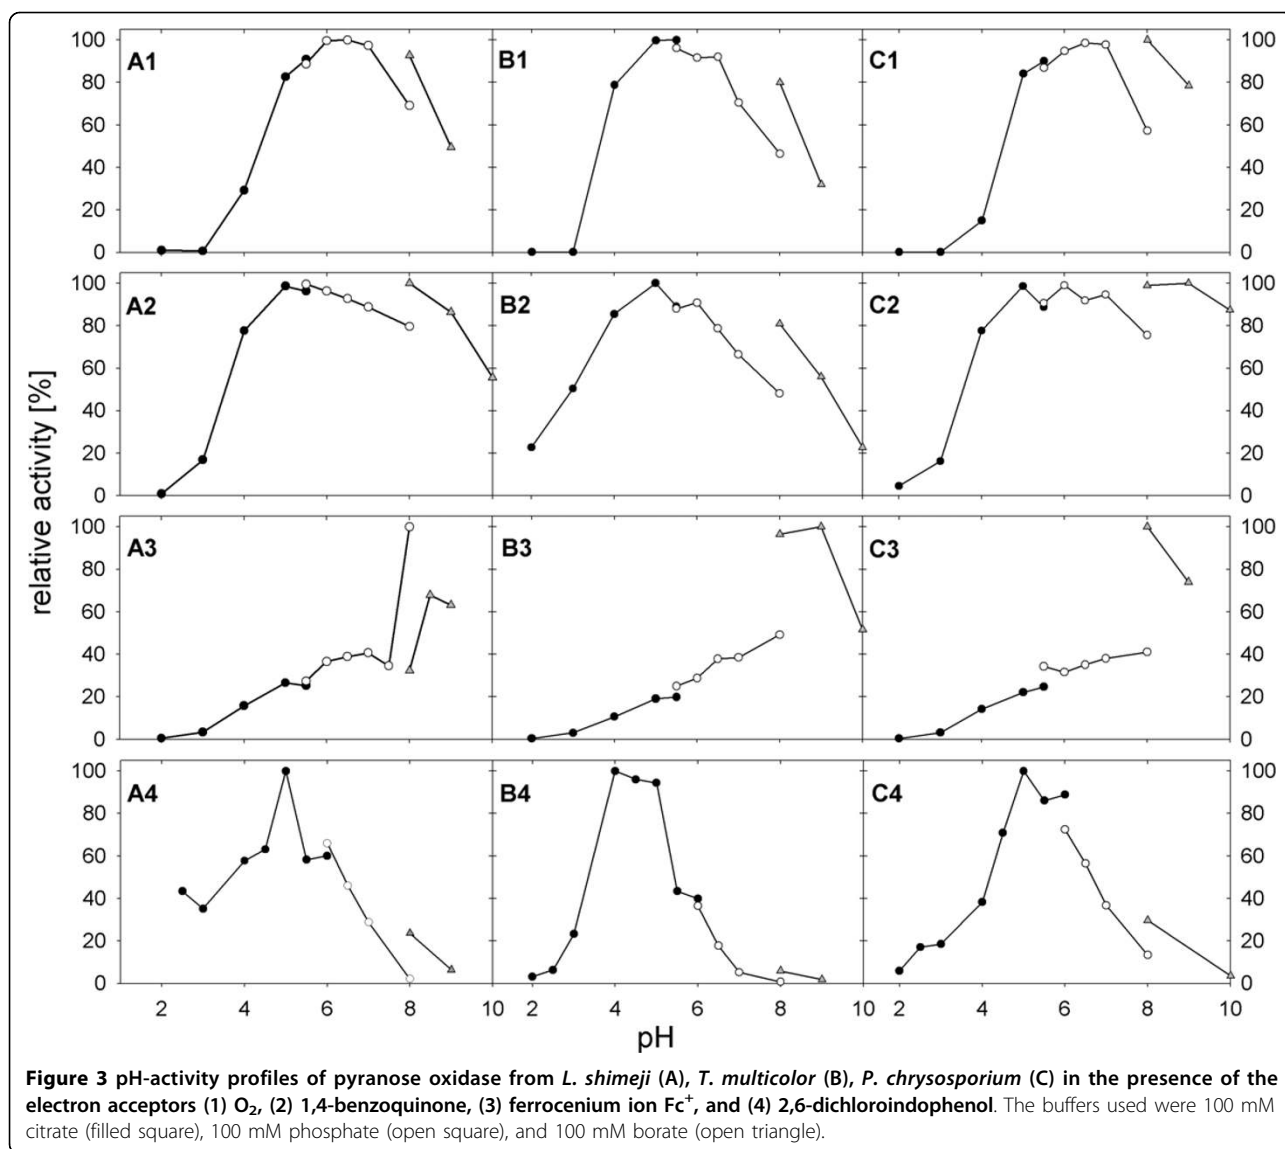 100 A1 B1 C1 100
80 80
60 60
40 40
20 20
0 0
100 A2 B2 C2 100
80 80
60 60
40 40
20 20
0 0
relative activity [%]
100 A3 B3 C3 100
80 80
60 60
40 40
20 20
0 0
100 A4 B4 C4 100
80 80
60 60
40 40
20 20
0 0
2 4 6 8 10 2 4 6 8 10 2 4 6 8 10
pH
Figure 3 pH-activity profiles of pyranose oxidase from L. shimeji (A), T. multicolor (B), P. chrysosporium (C) in the presence of the
electron acceptors (1) O₂, (2) 1,4-benzoquinone, (3) ferrocenium ion Fc⁺, and (4) 2,6-dichloroindophenol. The buffers used were 100 mM
citrate (filled square), 100 mM phosphate (open square), and 100 mM borate (open triangle).